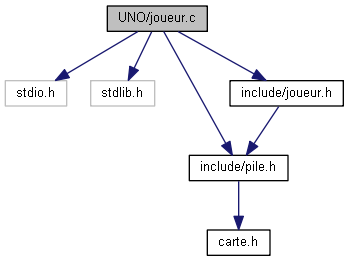 UNO/joueur.c
stdio.h
stdlib.h
include/joueur.h
include/pile.h
carte.h